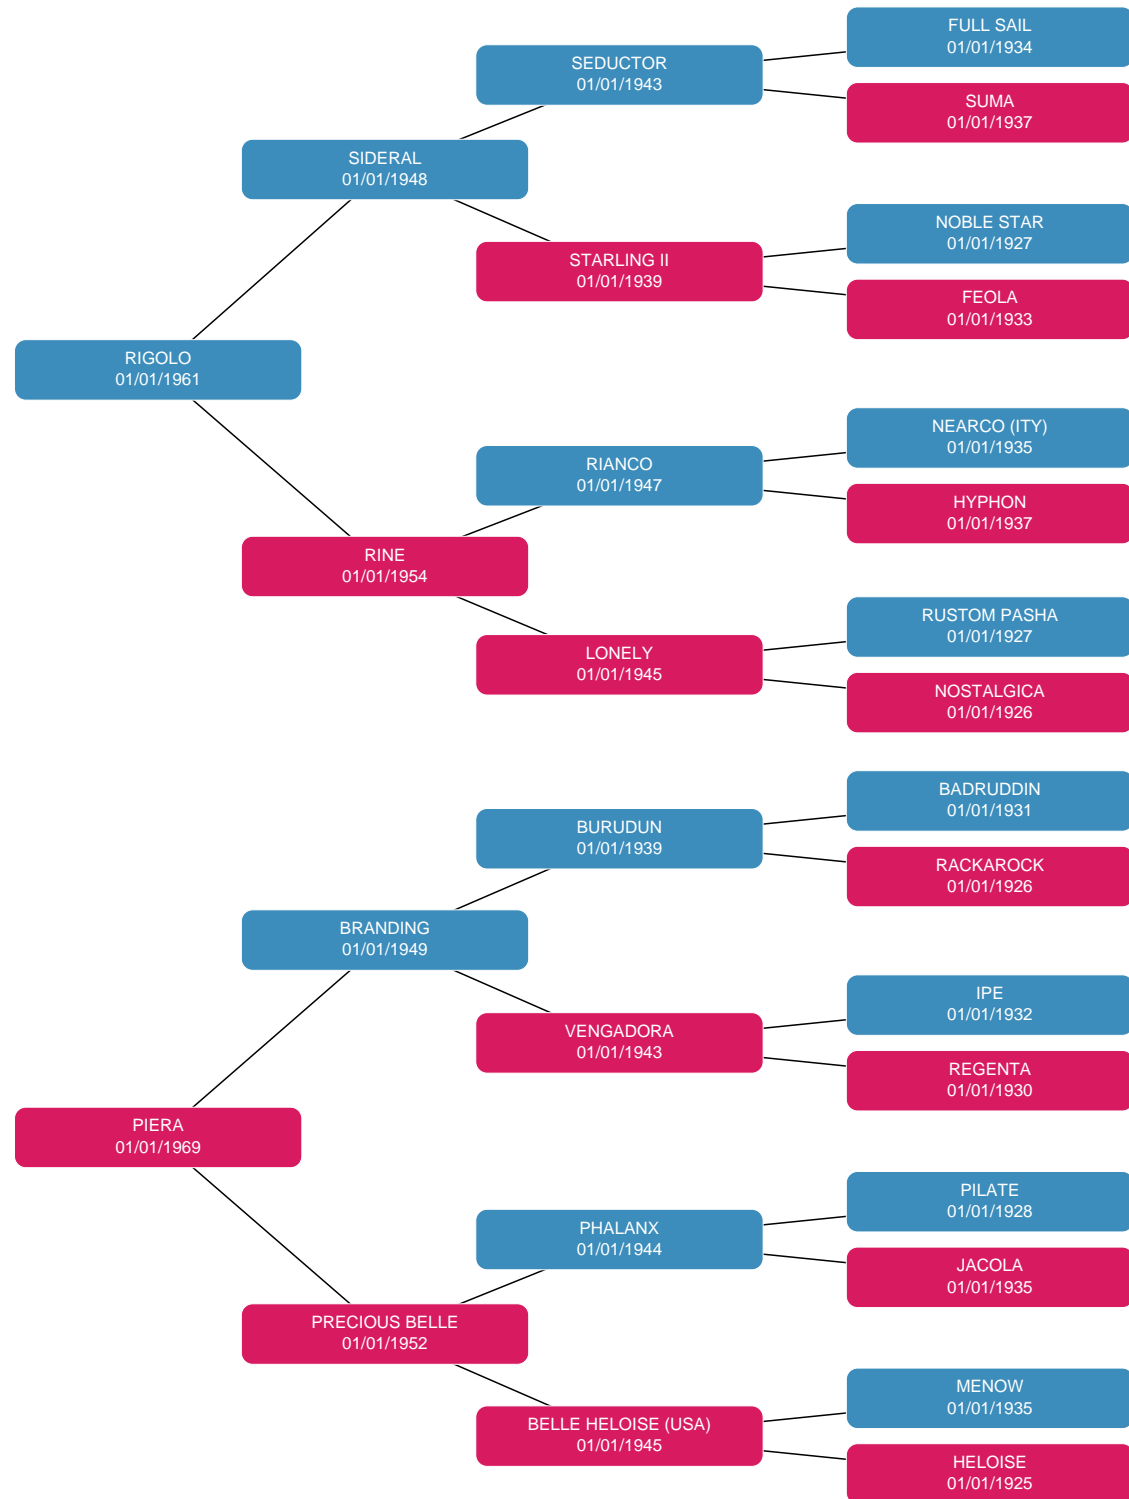 FULL SAIL
01/01/1934
SEDUCTOR
01/01/1943
SUMA
01/01/1937
SIDERAL
01/01/1948
NOBLE STAR
01/01/1927
STARLING II
01/01/1939
FEOLA
01/01/1933
RIGOLO
01/01/1961
NEARCO (ITY)
01/01/1935
RIANCO
01/01/1947
HYPHON
01/01/1937
RINE
01/01/1954
RUSTOM PASHA
01/01/1927
LONELY
01/01/1945
NOSTALGICA
01/01/1926
BADRUDDIN
01/01/1931
BURUDUN
01/01/1939
RACKAROCK
01/01/1926
BRANDING
01/01/1949
IPE
01/01/1932
VENGADORA
01/01/1943
REGENTA
01/01/1930
PIERA
01/01/1969
PILATE
01/01/1928
PHALANX
01/01/1944
JACOLA
01/01/1935
PRECIOUS BELLE
01/01/1952
MENOW
01/01/1935
BELLE HELOISE (USA)
01/01/1945
HELOISE
01/01/1925